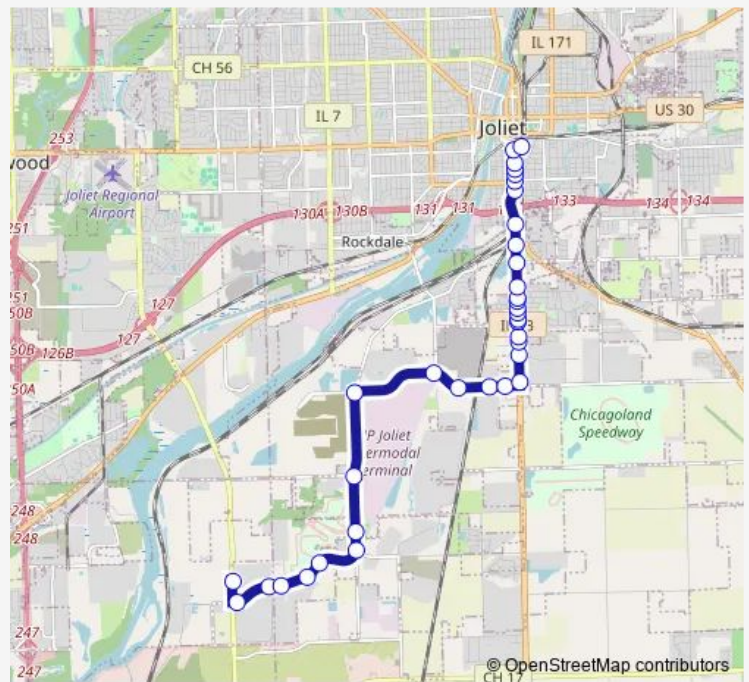 IL 171
CH 56
IL 7
US 30
Joliet
253
wood
Joliet Regional
Airport
130A
130B
131
131
133
134
134
251
Rockdale
127
51
50B
127
50B
126B
50A
Chicagoland
Speedway
UP Joliet
ermodal
erminal
248
248
247
247
CH 17
© OpenStreetMap contributors